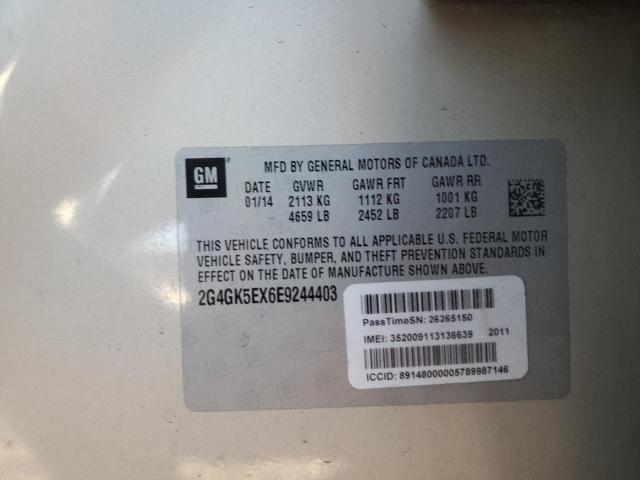 GM
MFD BY GENERAL MOTORS OF CANADA LTD.
DATE GVWR GAWR FRT GAWR RR
01/14 2113 KG 1112 KG 1001 KG
4659 LB 2452 LB 2207 LB
THIS VEHICLE CONFORMS TO ALL APPLICABLE U.S. FEDERAL MOTOR
VEHICLE SAFETY, BUMPER, AND THEFT PREVENTION STANDARDS IN
EFFECT ON THE DATE OF MANUFACTURE SHOWN ABOVE.
2G4GK5EX6E9244403
PassTimeSN: 26265150
IMEI: 352009113136639 2011
ICCID: 89148000005789987146